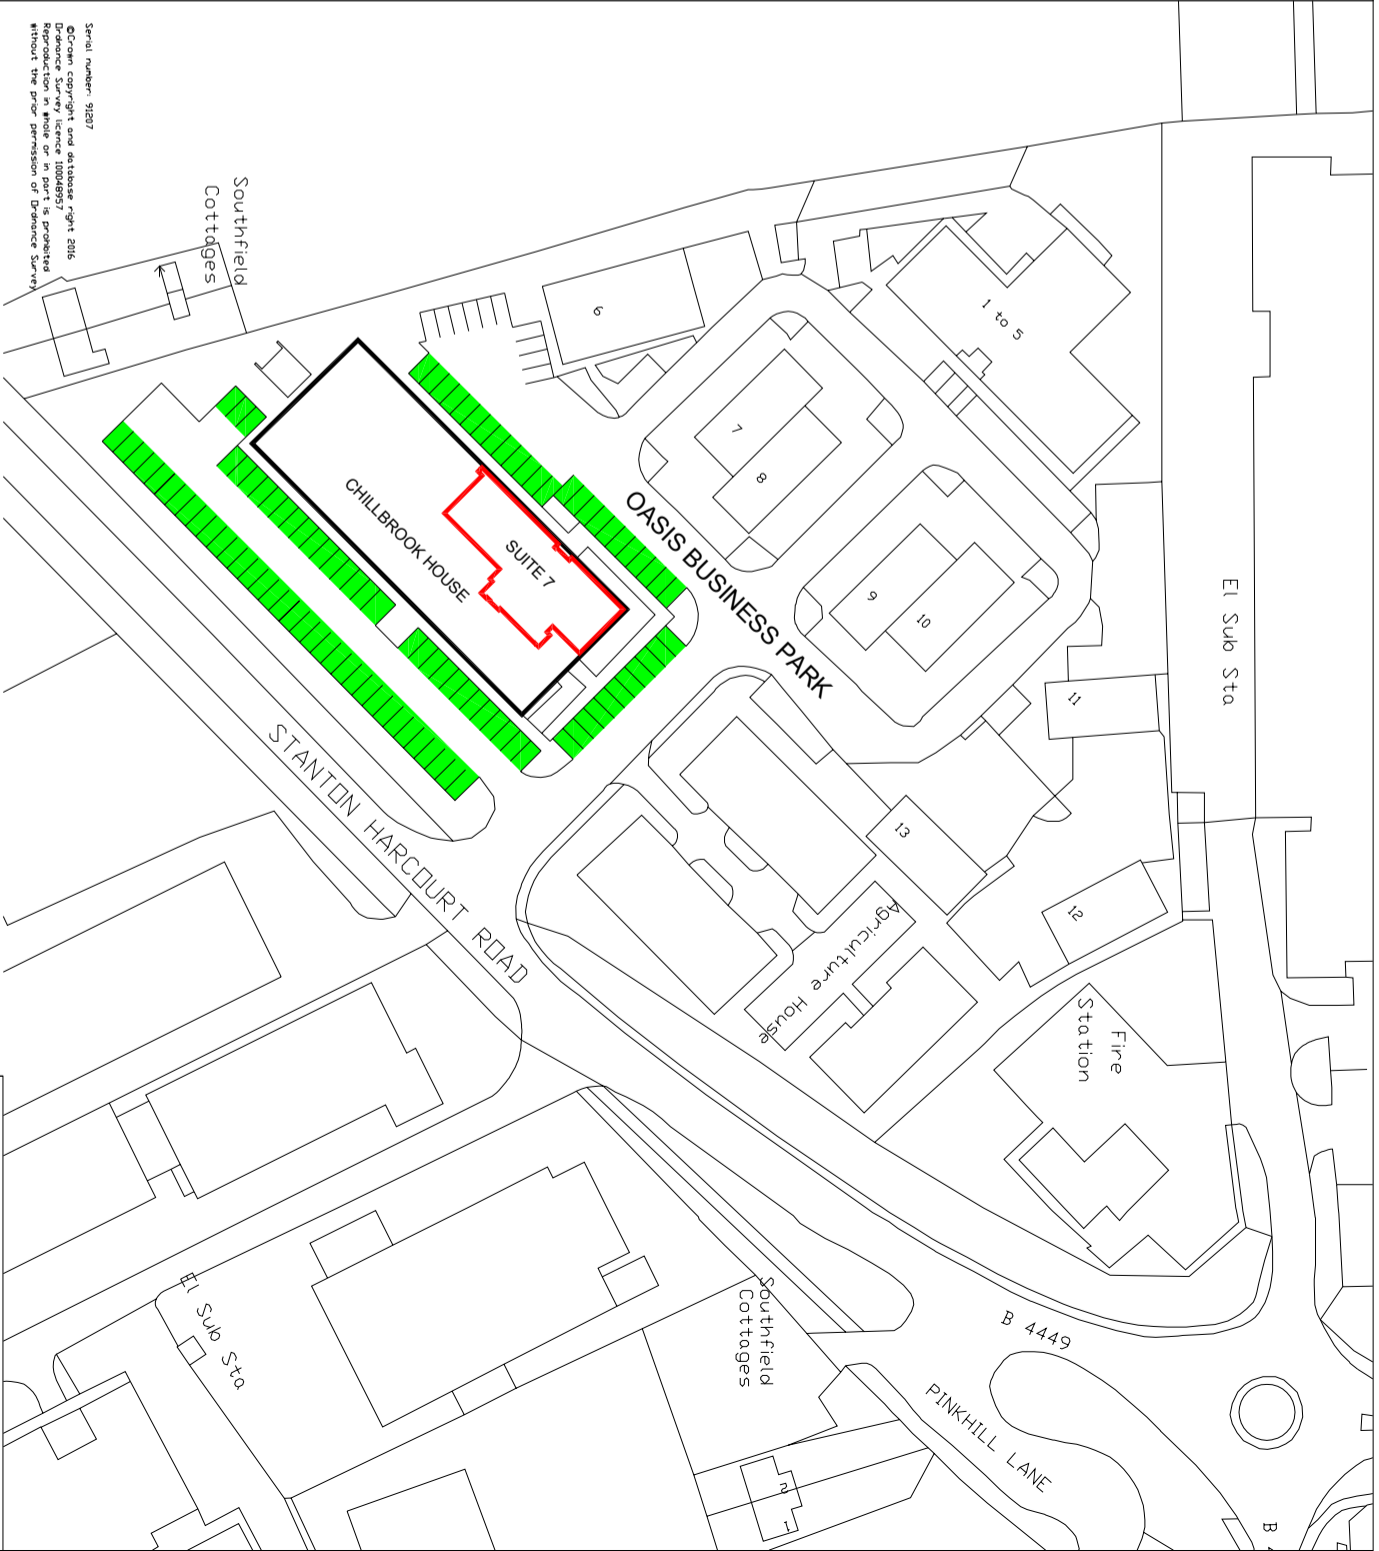 Serial number: 91207
©Crown copyright and database right 2016
Ordnance Survey licence 100048957
Reproduction in whole or in part is prohibited
without the prior permission of Ordnance Survey
Southfield
Cottages
6
1 to 5
7
8
9
10
OASIS BUSINESS PARK
SUITE 7
CHILLBROOK HOUSE
El Sub Sta
11
STANTON HARCOURT ROAD
13
12
Agriculture House
Fire
Station
El Sub Sta
Southfield
Cottages
B 4449
PINKHILL LANE
2
1
B